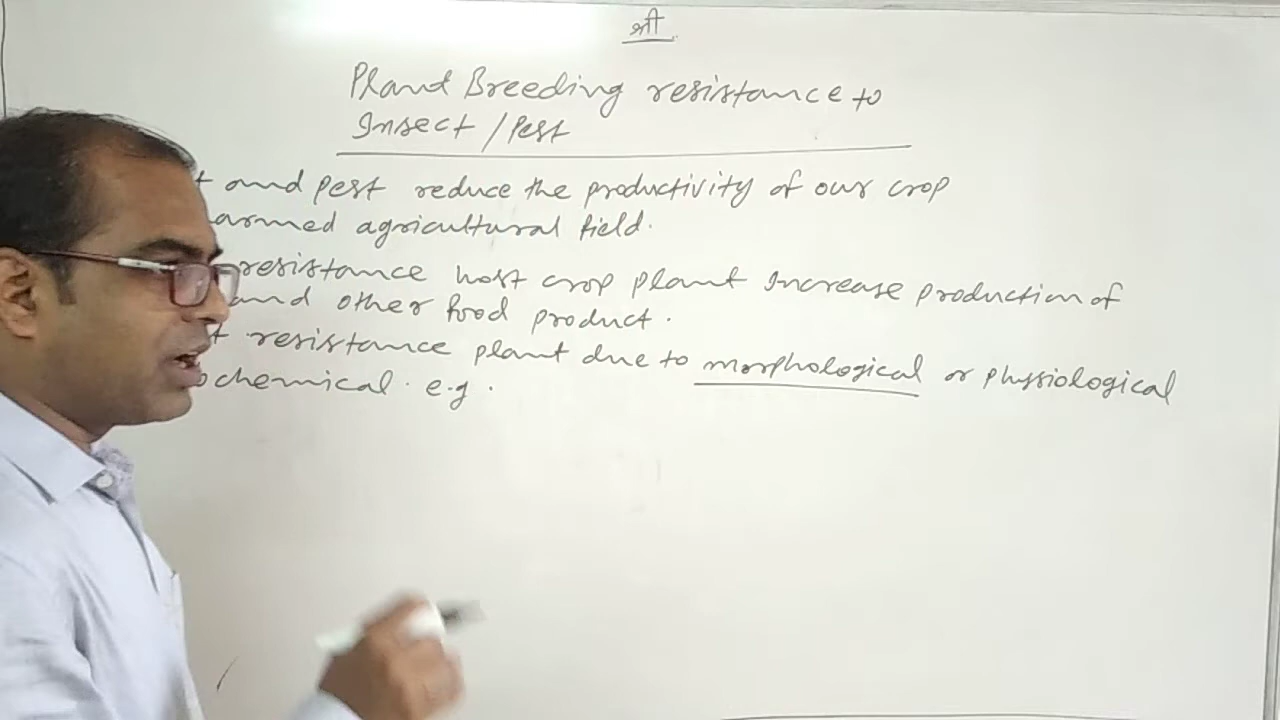 श्री
Plant Breeding resistance to
Insect / Pest
and pest reduce the productivity of our crop
armed agricultural field.
resistance host crop plant Increase production of
and other food product.
resistance plant due to morphological or physiological
chemical. e.g.